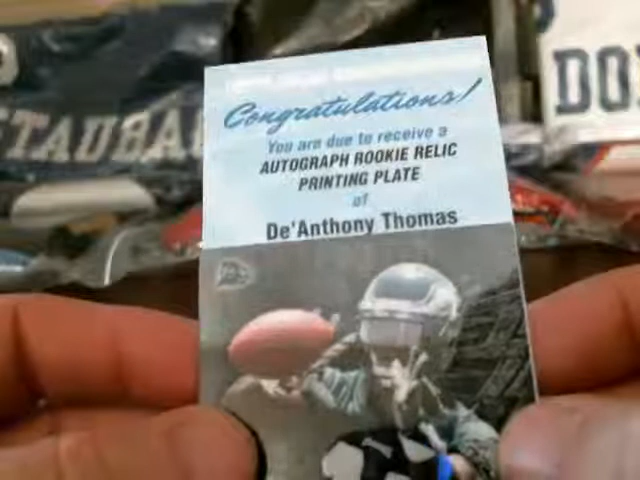 Congratulations!
You are due to receive a
AUTOGRAPH ROOKIE RELIC
PRINTING PLATE
of
De'Anthony Thomas